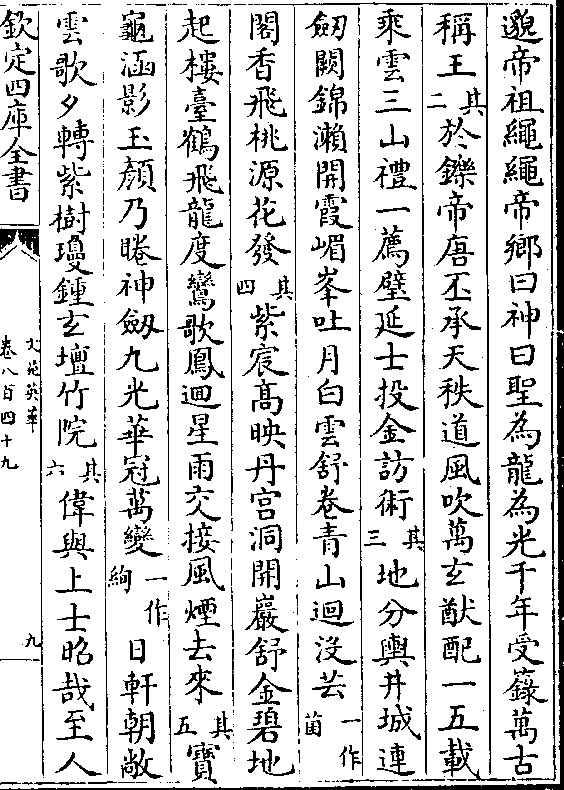 邈帝祖繩繩帝鄉曰神曰聖為龍為光千年受籙萬古
稱王其二於鑠帝唐丕承天秩道風吹萬玄猷配一五載
乘雲三山禮一薦璧延士投金訪術其三地分輿井城連
劒闕錦瀬開霞嵋峯吐月白雲舒卷青山迴没芸一作菌
閣香飛桃源花發其四紫宸髙映丹宫洞開巖舒金碧地
起樓臺鶴飛龍度鸞歌鳳迴星雨交接風煙去來其五寳
龜涵影玉顔乃睠神劒九光華冠萬變一作絢日軒朝敞
雲歌夕轉紫樹瓊鍾玄壇竹院其六偉與上士昭哉至人
欽定四庫全書
文苑英華
卷八百四十九
九